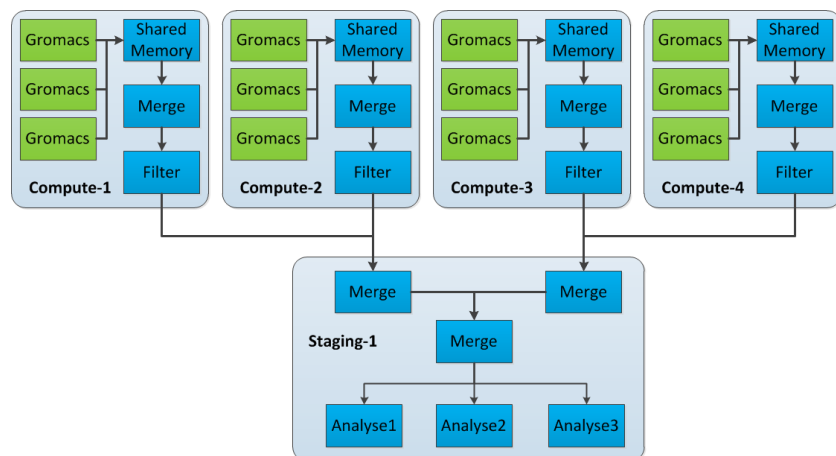 Gromacs
Shared
Memory
Gromacs
Merge
Gromacs
Filter
Compute-1
Gromacs
Shared
Memory
Gromacs
Merge
Gromacs
Filter
Compute-2
Gromacs
Shared
Memory
Gromacs
Merge
Gromacs
Filter
Compute-3
Gromacs
Shared
Memory
Gromacs
Merge
Gromacs
Filter
Compute-4
Merge
Merge
Staging-1
Merge
Analyse1
Analyse2
Analyse3